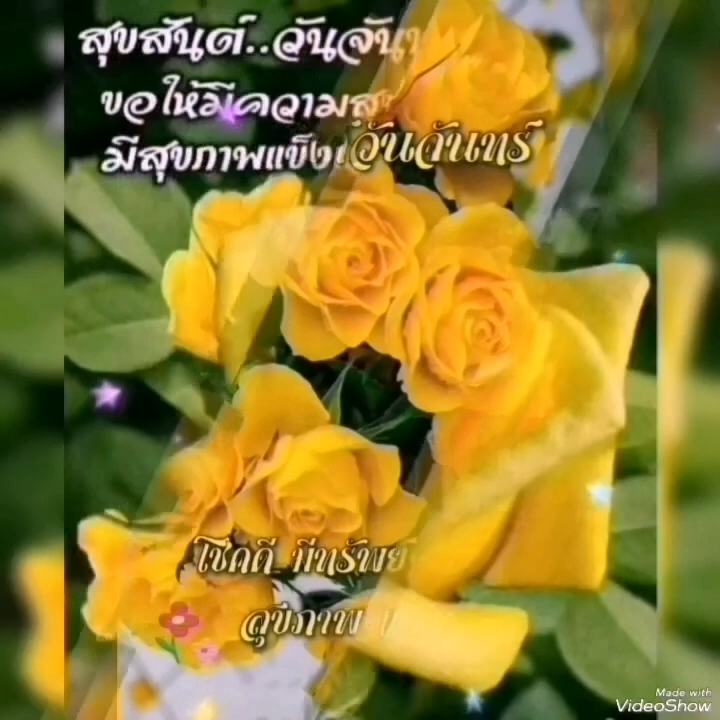 สุขสันต์..วันจัน
ขอให้มีความสุ
มีสุขภาพแข็ง
วันจันทร์
โชคดี มีทรัพย์
สุขภาพ
Made with
VideoShow